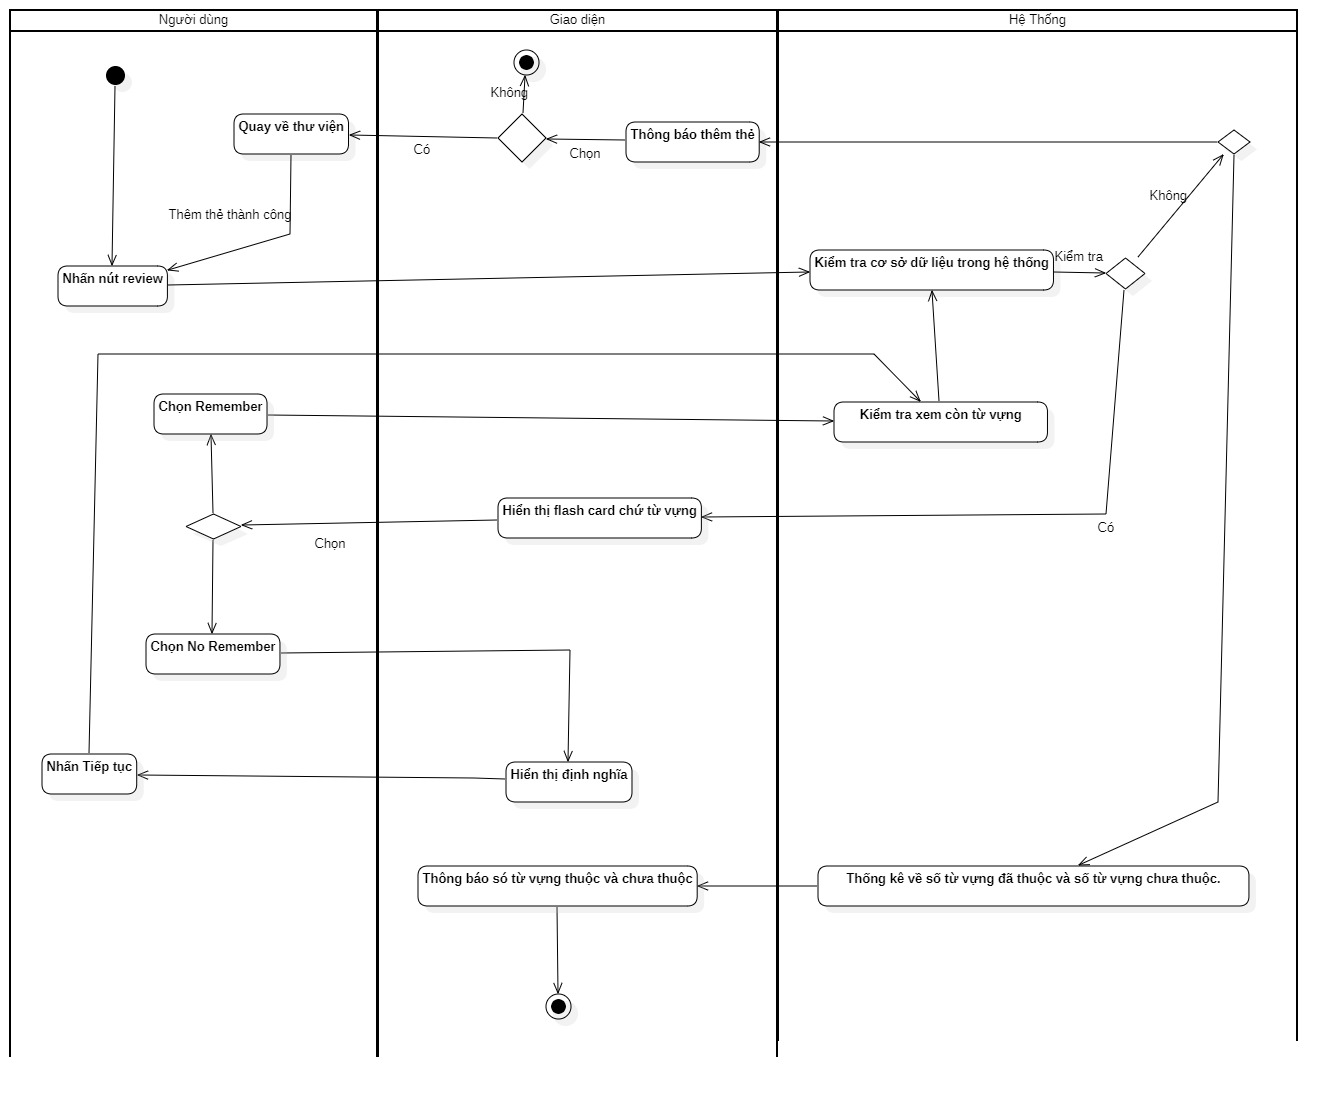 Người dùng
Giao diện
Hệ Thống
Không
Quay về thư viện
Có
Chọn
Thông báo thêm thẻ
Không
Thêm thẻ thành công
Nhấn nút review
Kiểm tra cơ sở dữ liệu trong hệ thống
Kiểm tra
Chọn Remember
Kiểm tra xem còn từ vựng
Hiển thị flash card chứ từ vựng
Chọn
Có
Chọn No Remember
Nhấn Tiếp tục
Hiển thị định nghĩa
Thông báo só từ vựng thuộc và chưa thuộc
Thống kê về số từ vựng đã thuộc và số từ vựng chưa thuộc.